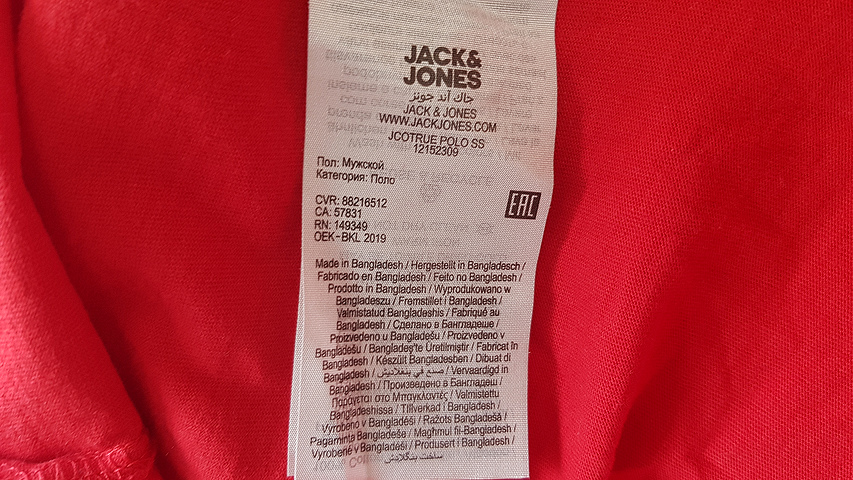 JACK&
JONES
جاك آند جونز
JACK & JONES
WWW.JACKJONES.COM
JCOTRUE POLO SS
12152309
Пол: Мужской
Категория: Поло
EAC
CVR: 88216512
CA: 57831
RN: 149349
OEK-BKL 2019
Made in Bangladesh / Hergestellt in Bangladesch /
Fabricado en Bangladesh / Feito no Bangladesh /
Prodotto in Bangladesh / Wyprodukowano w
Bangladeszu / Fremstillet i Bangladesh /
Valmistatud Bangladeshis / Fabriqué au
Bangladesh / Сделано в Бангладеше /
Proizvedeno u Bangladešu / Proizvedeno v
Bangladešu / Bangladeş'te Üretilmiştir / Fabricat în
Bangladesh / Készült Bangladesben / Dibuat di
Bangladesh / صنع في بنغلاديش / Vervaardigd in
Bangladesh / Произведено в Бангладеш /
Παράγεται στο Μπαγκλαντές / Valmistettu
Bangladeshissa / Tillverkad i Bangladesh /
Vyrobeno v Bangladéši / Ražots Bangladešā /
Pagaminta Bangladeše / Maghmul fil-Bangladesh /
Vyrobené v Bangladéši / Produsert i Bangladesh /
ساخت بنگلادش